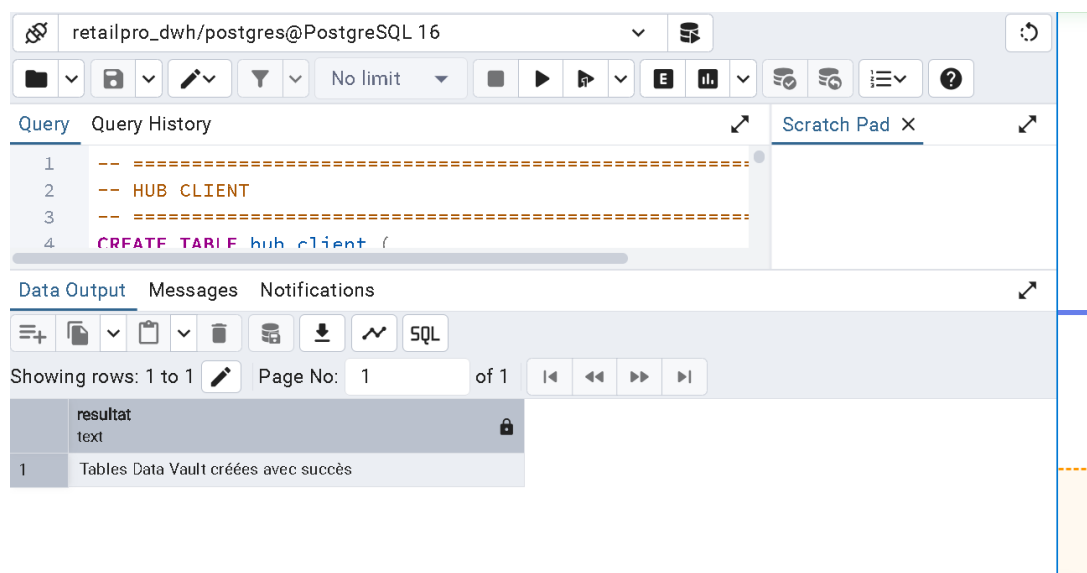 retailpro_dwh/postgres@PostgreSQL 16
No limit
E
Query Query History
Scratch Pad
1 -- =====================================================
2 -- HUB CLIENT
3 -- =====================================================
4 CREATE TABLE hub_client (
Data Output Messages Notifications
SQL
Showing rows: 1 to 1 Page No: 1 of 1
resultat
text
1 Tables Data Vault créées avec succès